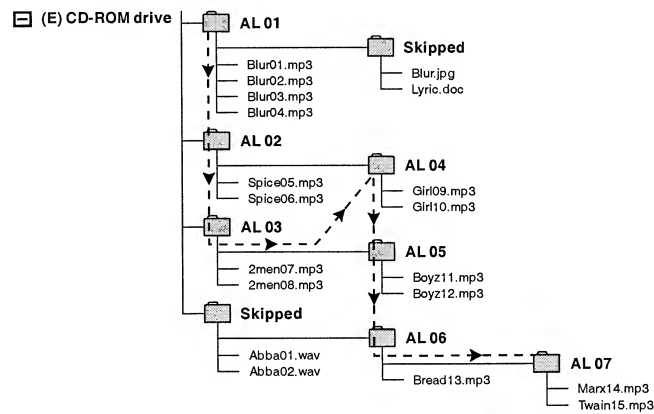 (E) CD-ROM drive
AL 01
Skipped
Blur01.mp3
Blur02.mp3
Blur03.mp3
Blur04.mp3
Blur.jpg
Lyric.doc
AL 02
AL 04
Spice05.mp3
Spice06.mp3
Girl09.mp3
Girl10.mp3
AL 03
AL 05
2men07.mp3
2men08.mp3
Boyz11.mp3
Boyz12.mp3
Skipped
AL 06
AL 07
Abba01.wav
Abba02.wav
Bread13.mp3
Marx14.mp3
Twain15.mp3